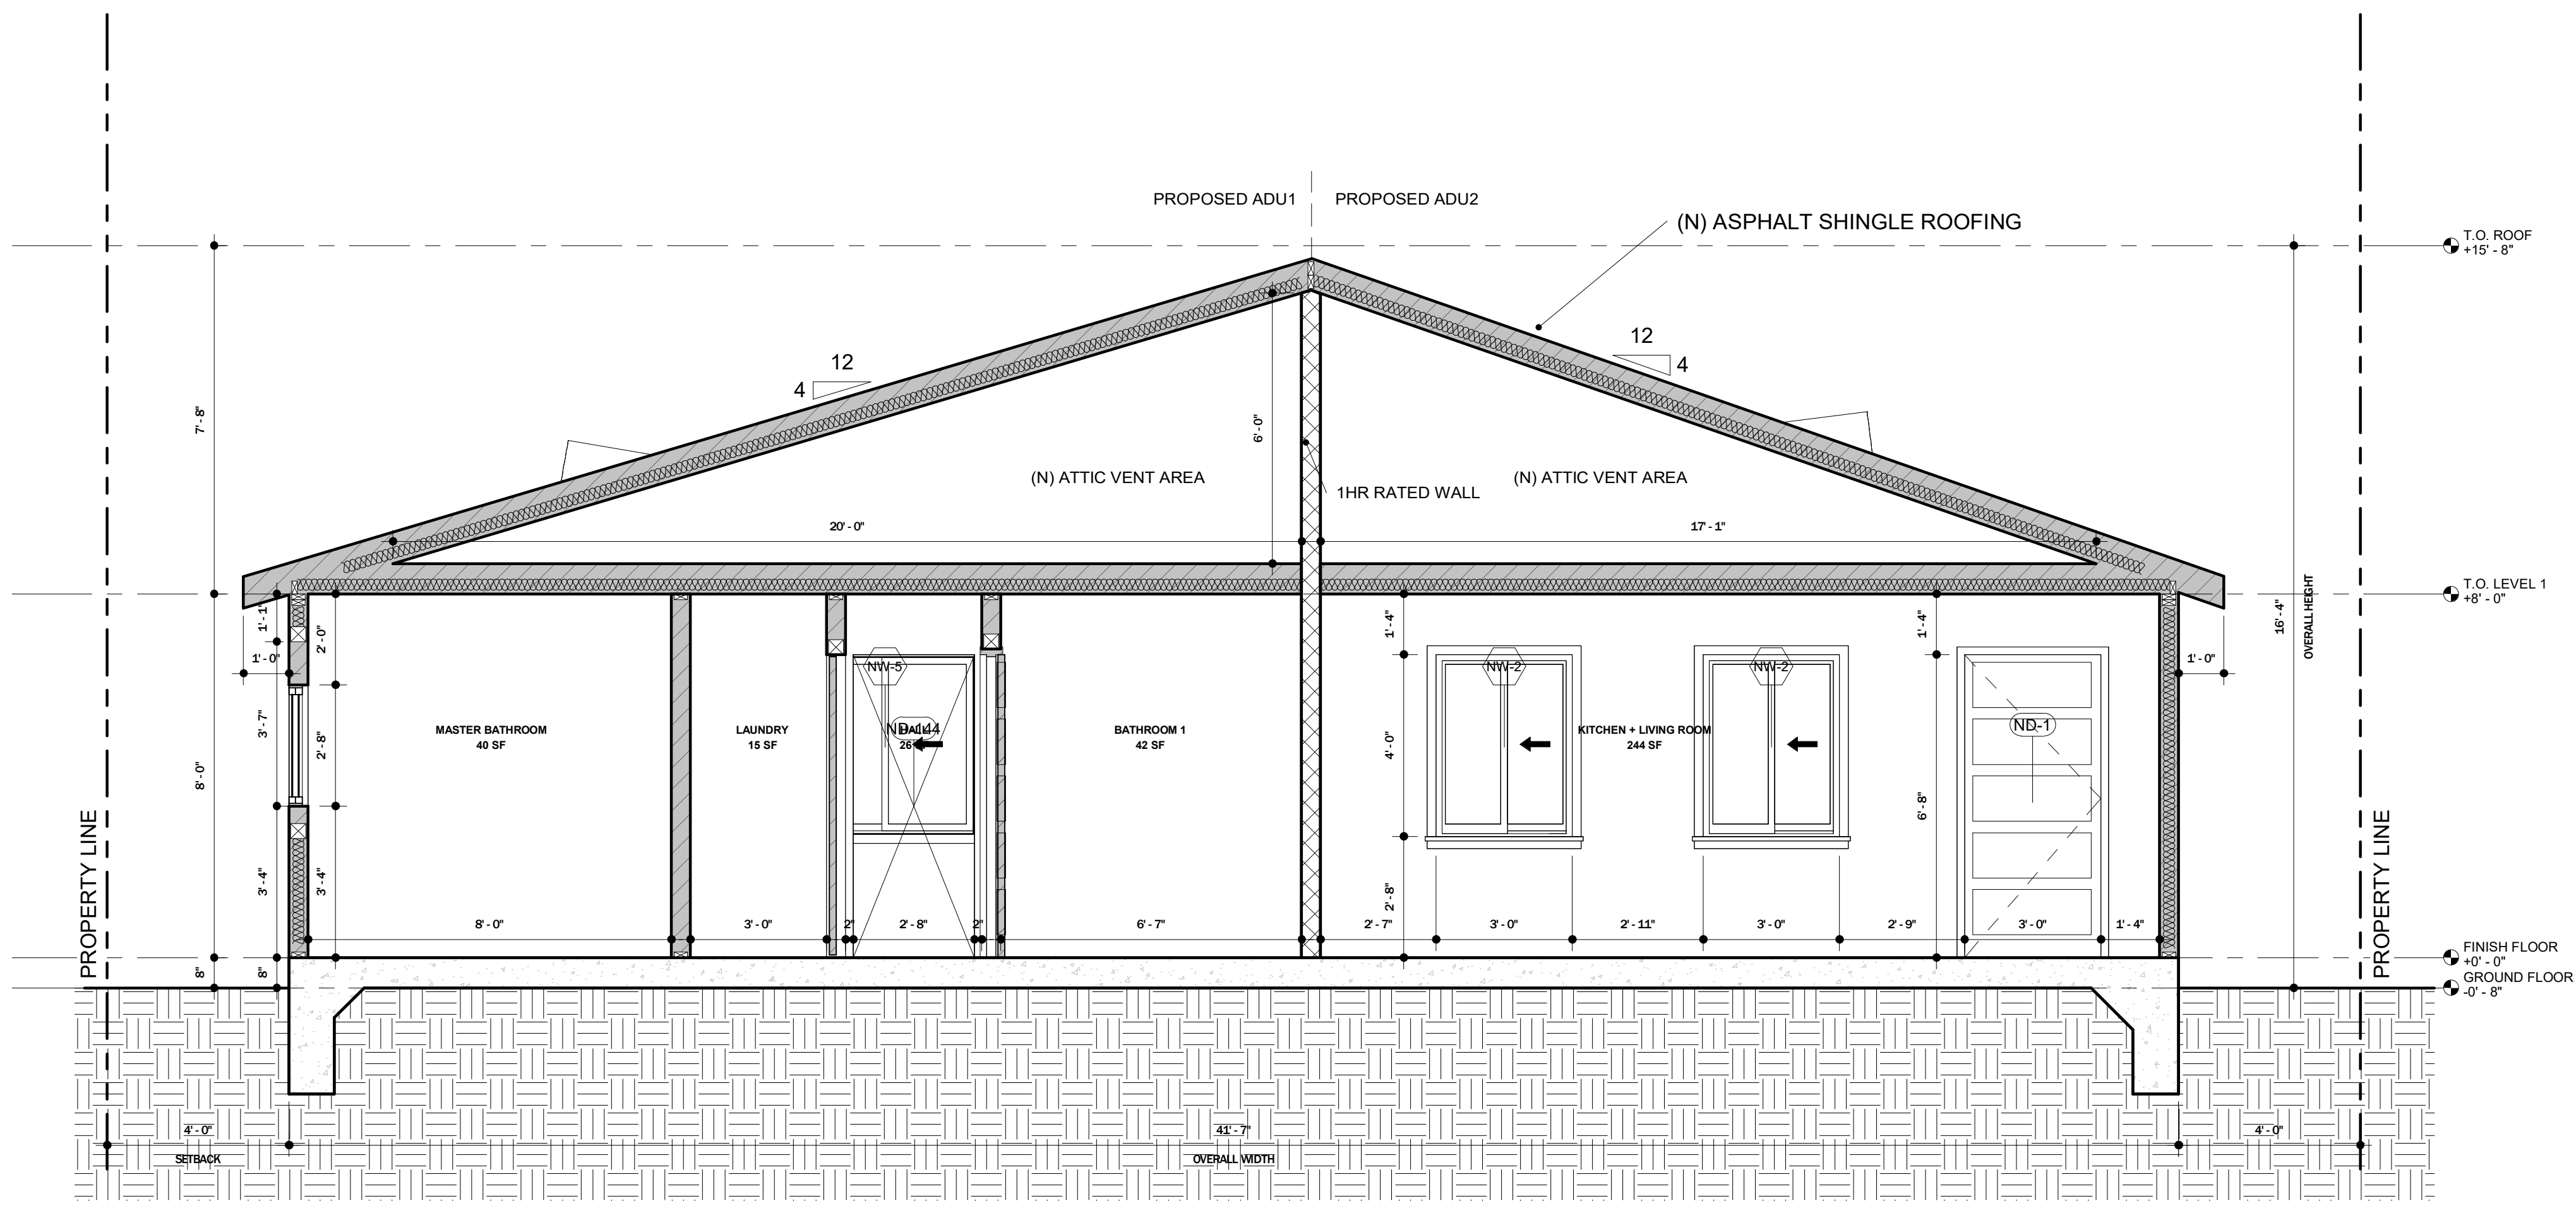 PROPOSED ADU1
PROPOSED ADU2
(N) ASPHALT SHINGLE ROOFING
T.O. ROOF
+15' - 8"
12
4
12
4
7' - 8"
6' - 0"
(N) ATTIC VENT AREA
(N) ATTIC VENT AREA
1HR RATED WALL
20' - 0"
17' - 1"
T.O. LEVEL 1
+8' - 0"
16' - 4"
OVERALL HEIGHT
1' - 1"
2' - 0"
1' - 0"
1' - 4"
1' - 4"
1' - 0"
NW-5
NW-2
NW-2
3' - 7"
2' - 8"
8' - 0"
MASTER BATHROOM
40 SF
LAUNDRY
15 SF
ND-144
HALL
26
BATHROOM 1
42 SF
4' - 0"
KITCHEN + LIVING ROOM
244 SF
ND-1
6' - 8"
3' - 4"
3' - 4"
2' - 8"
8' - 0"
3' - 0"
2"
2' - 8"
2"
6' - 7"
2' - 7"
3' - 0"
2' - 11"
3' - 0"
2' - 9"
3' - 0"
1' - 4"
PROPERTY LINE
PROPERTY LINE
8"
8"
FINISH FLOOR
+0' - 0"
GROUND FLOOR
-0' - 8"
4' - 0"
SETBACK
41' - 7"
OVERALL WIDTH
4' - 0"